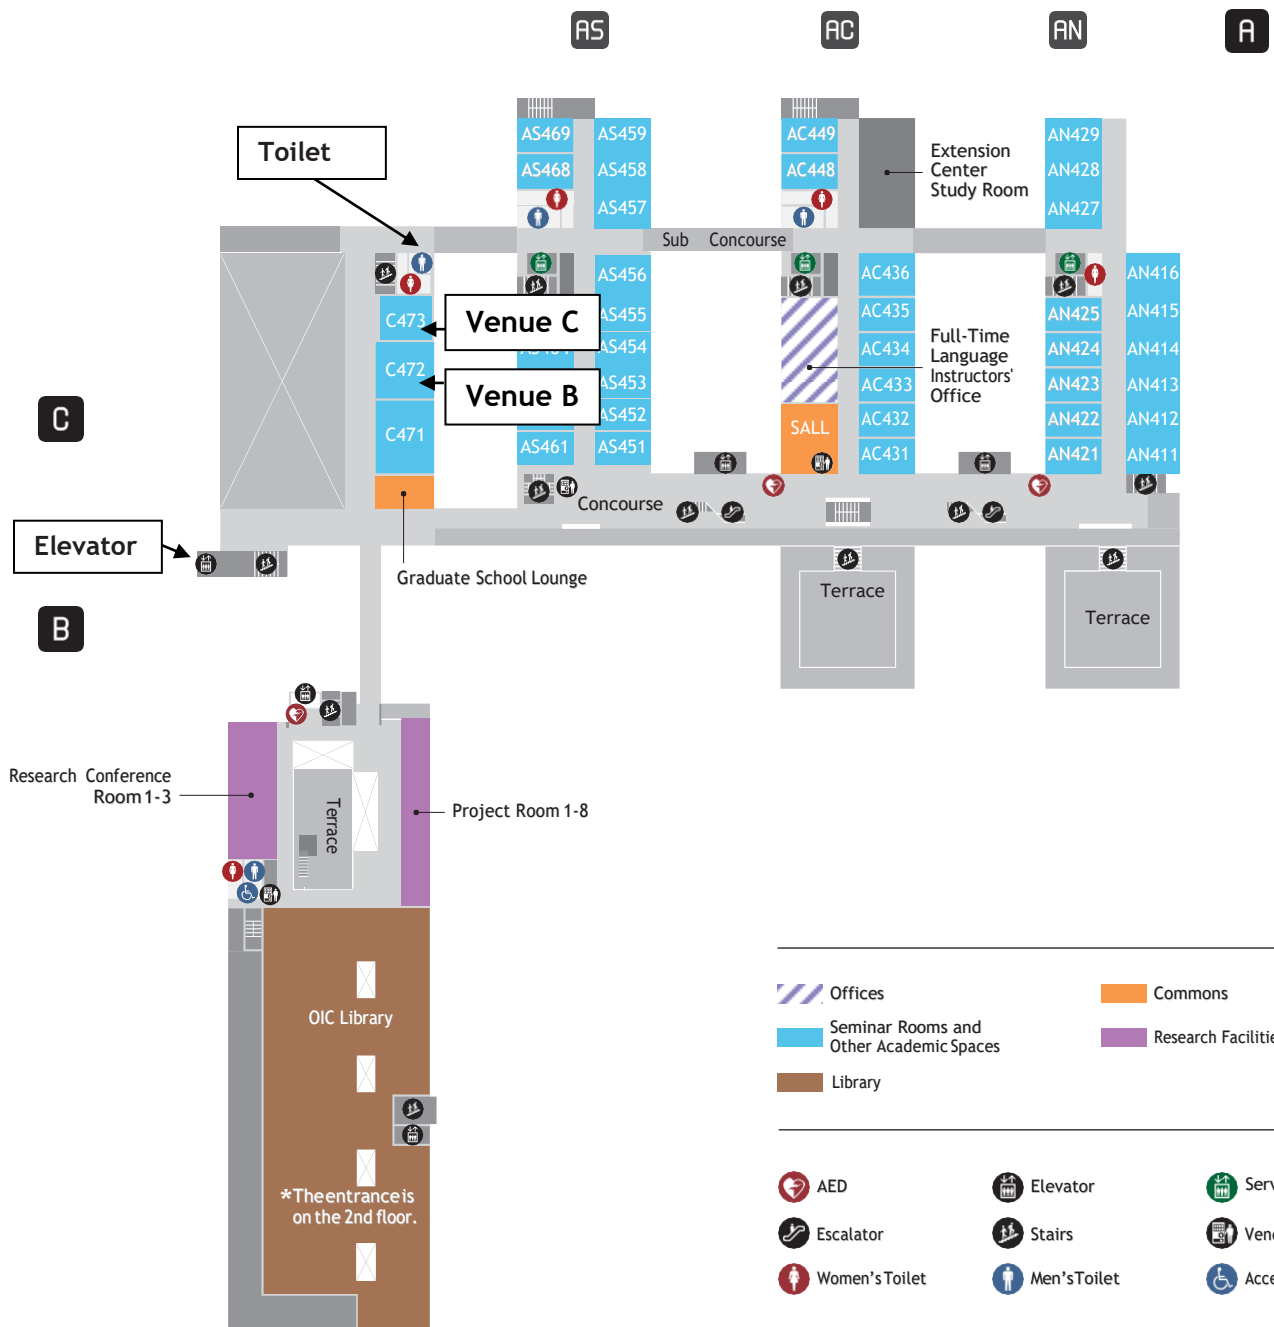 AS
AC
AN
A
Toilet
AS469
AS459
AS468
AS458
AS457
AC449
AC448
Extension
Center
Study Room
AN429
AN428
AN427
Sub Concourse
AS456
AS455
AS454
AS453
AS452
AS451
AS461
AC436
AC435
AC434
AC433
AC432
AC431
AN416
AN415
AN414
AN413
AN412
AN411
AN425
AN424
AN423
AN422
AN421
C473
C472
C471
Venue C
Venue B
Full-Time
Language
Instructors'
Office
SALL
C
Concourse
Elevator
Graduate School Lounge
Terrace
Terrace
B
Research Conference
Room 1-3
Terrace
Project Room 1-8
OIC Library
*The entrance is
on the 2nd floor.
Offices
Commons
Seminar Rooms and
Other Academic Spaces
Research Facilitie
Library
AED
Elevator
Serv
Escalator
Stairs
Vend
Women's Toilet
Men's Toilet
Acce